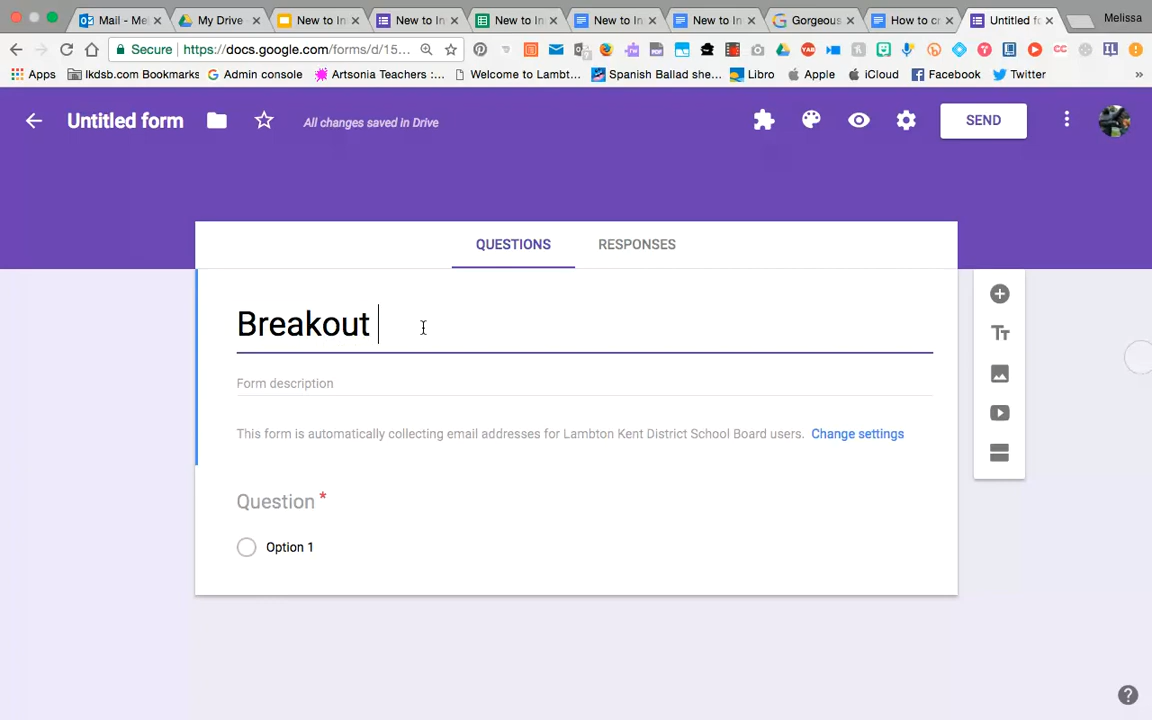 Mail - Me My Drive - New to In New to In New to In New to In New to In Gorgeous How to cr Untitled fo Melissa
Secure https://docs.google.com/forms/d/15...
Apps lkdsb.com Bookmarks Admin console Artsonia Teachers :... Welcome to Lambt... Spanish Ballad she... Libro Apple iCloud Facebook Twitter »
Untitled form All changes saved in Drive SEND
QUESTIONS RESPONSES
Breakout
Form description
This form is automatically collecting email addresses for Lambton Kent District School Board users. Change settings
Question *
Option 1